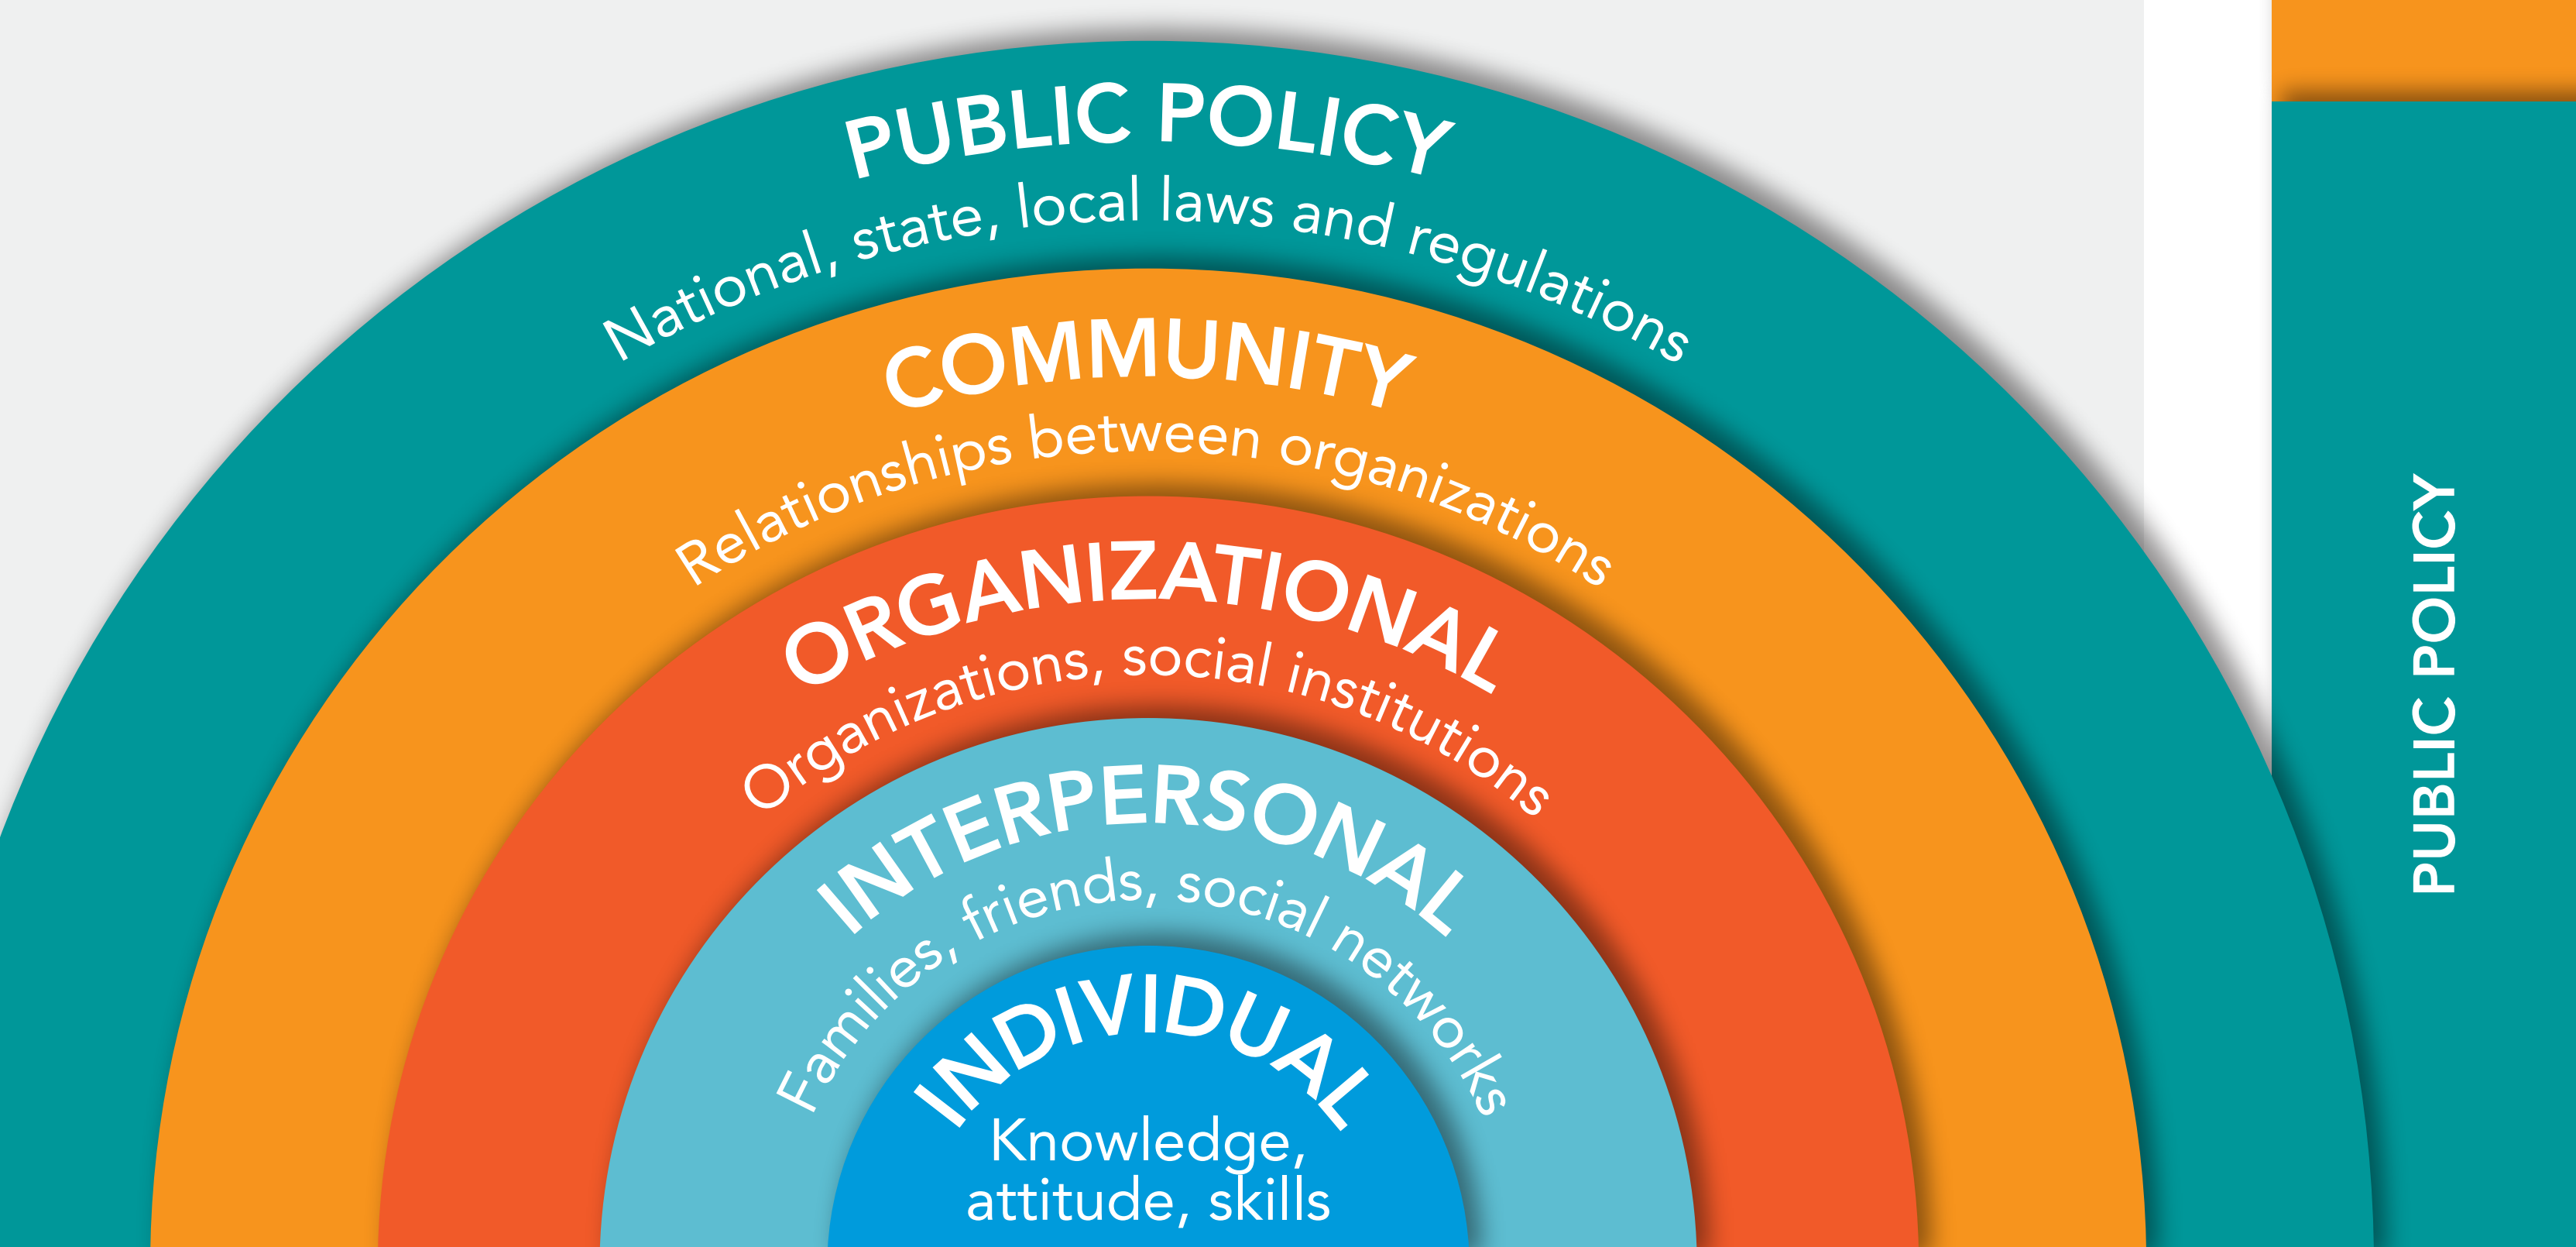 PUBLIC POLICY
National, state, local laws and regulations
COMMUNITY
Relationships between organizations
ORGANIZATIONAL
Organizations, social institutions
INTERPERSONAL
Families, friends, social networks
INDIVIDUAL
Knowledge,
attitude, skills
PUBLIC POLICY